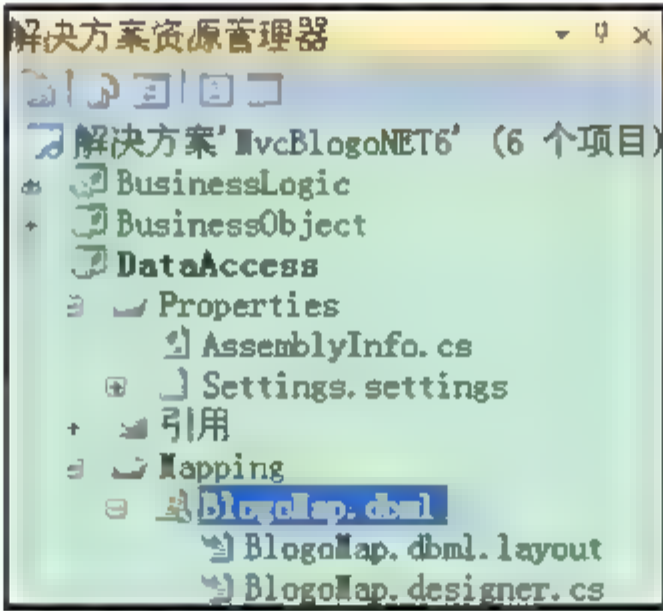 解决方案资源管理器
解决方案'MvcBlogoNET6' (6 个项目)
BusinessLogic
BusinessObject
DataAccess
Properties
AssemblyInfo.cs
Settings.settings
引用
Mapping
BlogoMap.dbml
BlogoMap.dbml.layout
BlogoMap.designer.cs